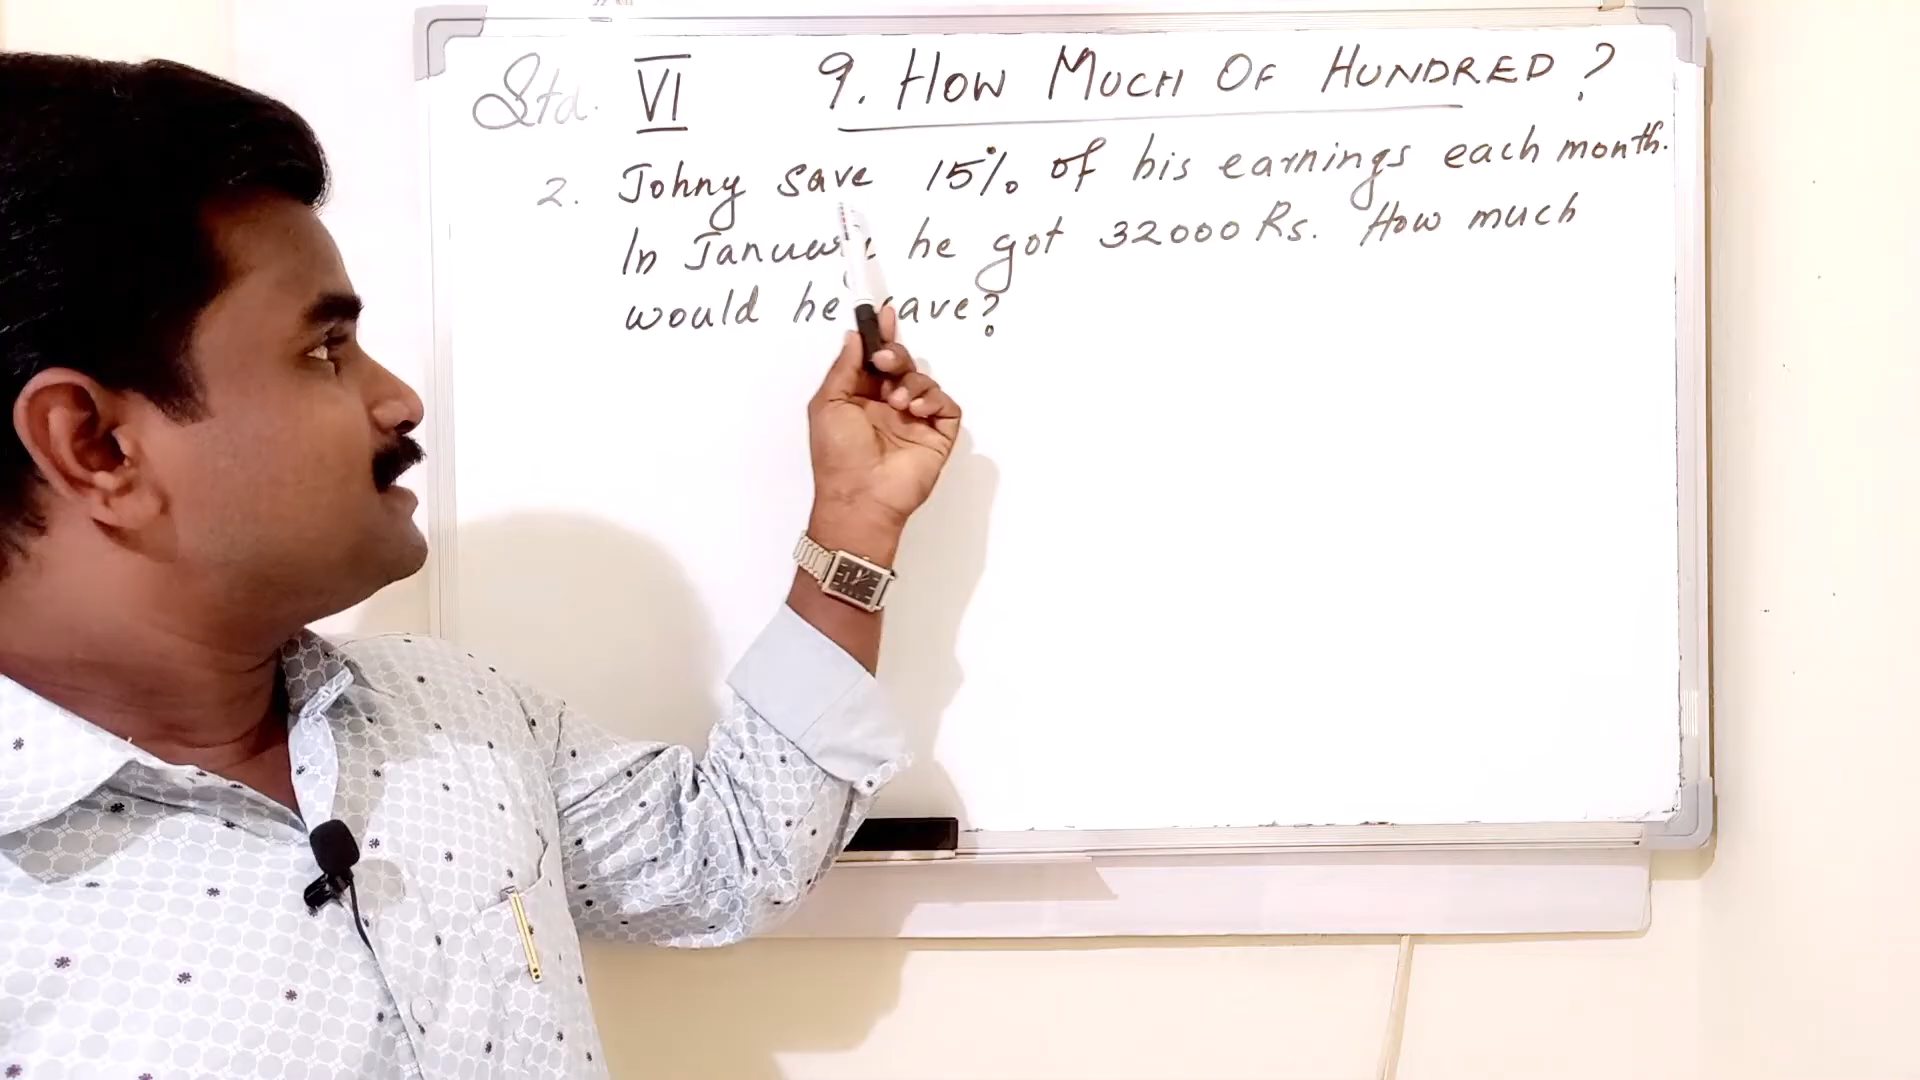 Std. VI 9. HOW MUCH OF HUNDRED ?
2. Johny save 15% of his earnings each month.
In January he got 32000 Rs. How much
would he save?